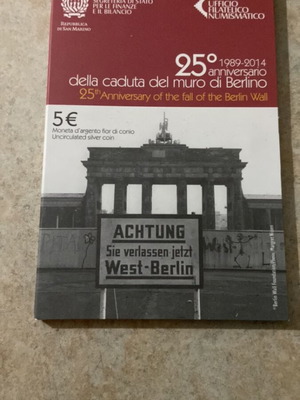 SEGRETERIA DI STATO
PER LE FINANZE
E IL BILANCIO
REPUBBLICA
DI SAN MARINO
UFFICIO
FILATELICO
NUMISMATICO
25° 1989-2014
anniversario
della caduta del muro di Berlino
25th Anniversary of the fall of the Berlin Wall
5€
Moneta d'argento fior di conio
Uncirculated silver coin
ACHTUNG
Sie verlassen jetzt
West-Berlin